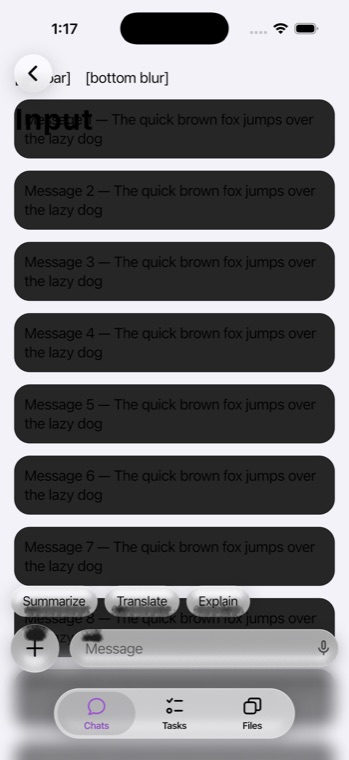 1:17
bar] [bottom blur]
Input
Message — The quick brown fox jumps over
the lazy dog
Message 2 — The quick brown fox jumps over
the lazy dog
Message 3 — The quick brown fox jumps over
the lazy dog
Message 4 — The quick brown fox jumps over
the lazy dog
Message 5 — The quick brown fox jumps over
the lazy dog
Message 6 — The quick brown fox jumps over
the lazy dog
Message 7 — The quick brown fox jumps over
the lazy dog
Summarize Translate Explain
Message 8 — The quick brown fox jumps over
lazy dog
Message
Chats Tasks Files